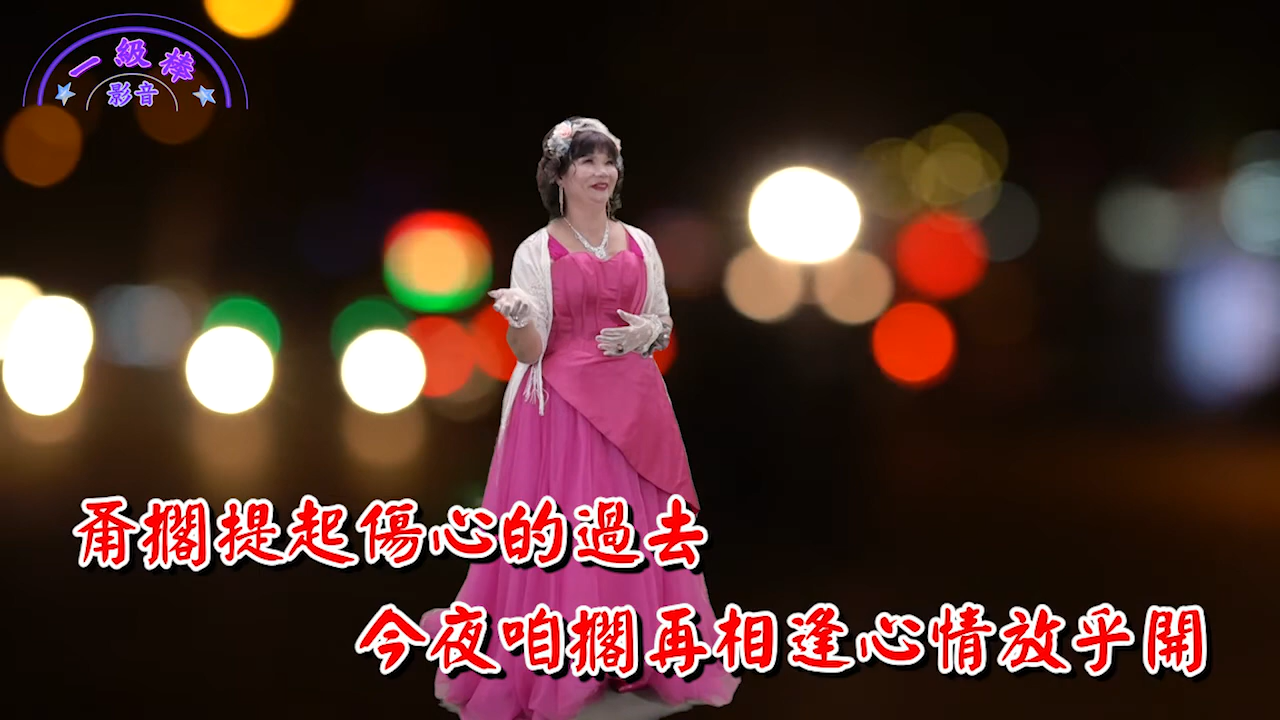 一級棒
影音
甭擱提起傷心的過去
今夜咱擱再相逢心情放乎開